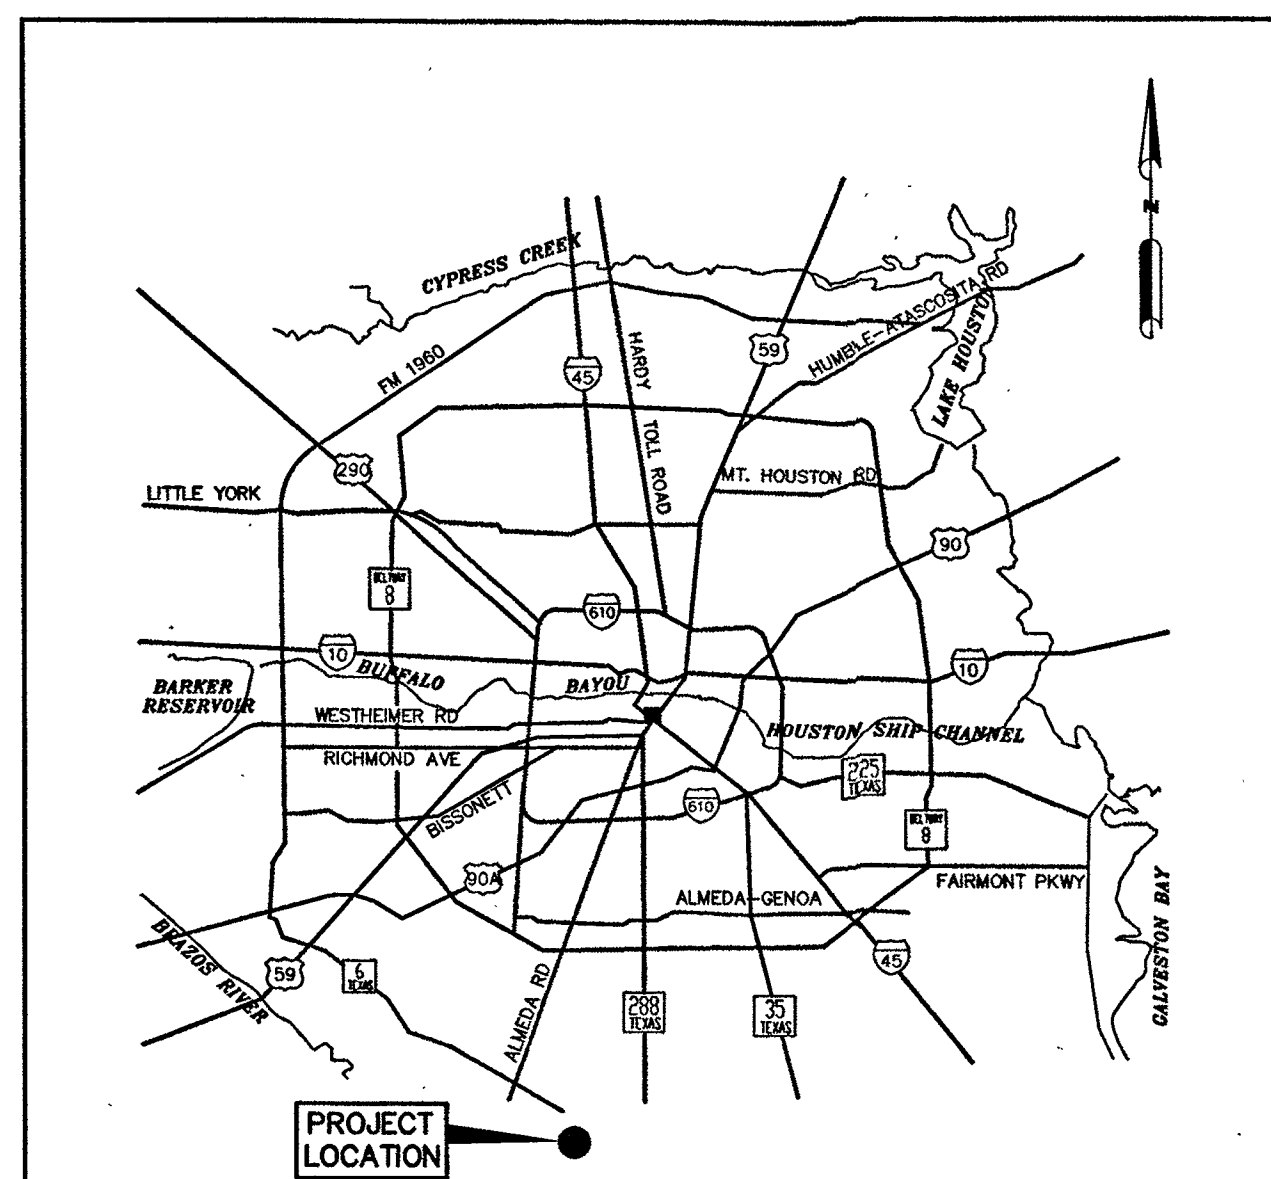 N
CYPRESS CREEK
HUMBLE-ATASCOSITA RD
LAKE HOUSTON
59
HARDY
TOLL ROAD
45
FM 1960
290
LITTLE YORK
MT. HOUSTON RD
90
BELTWAY
8
610
10
BUFFALO
BAYOU
10
BARKER
RESERVOIR
WESTHEIMER RD
HOUSTON SHIP CHANNEL
RICHMOND AVE
225
TEXAS
BISSONETT
610
BELTWAY
8
90A
FAIRMONT PKWY
ALMEDA-GENOA
GALVESTON BAY
BRAZOS RIVER
59
6
TEXAS
45
ALMEDA RD
288
TEXAS
35
TEXAS
PROJECT
LOCATION